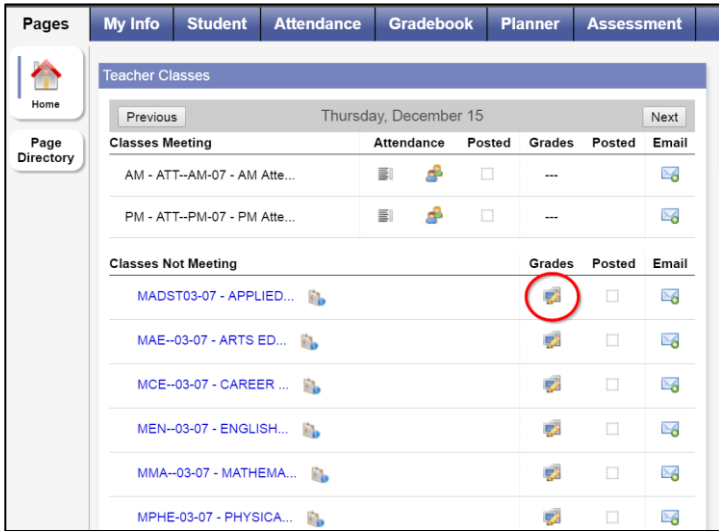 Pages My Info Student Attendance Gradebook Planner Assessment
Home
Page
Directory
Teacher Classes
Previous Thursday, December 15 Next
Classes Meeting Attendance Posted Grades Posted Email
AM - ATT--AM-07 - AM Atte... ---
PM - ATT--PM-07 - PM Atte... ---
Classes Not Meeting Grades Posted Email
MADST03-07 - APPLIED...
MAE--03-07 - ARTS ED...
MCE--03-07 - CAREER ...
MEN--03-07 - ENGLISH...
MMA--03-07 - MATHEMA...
MPHE-03-07 - PHYSICA...